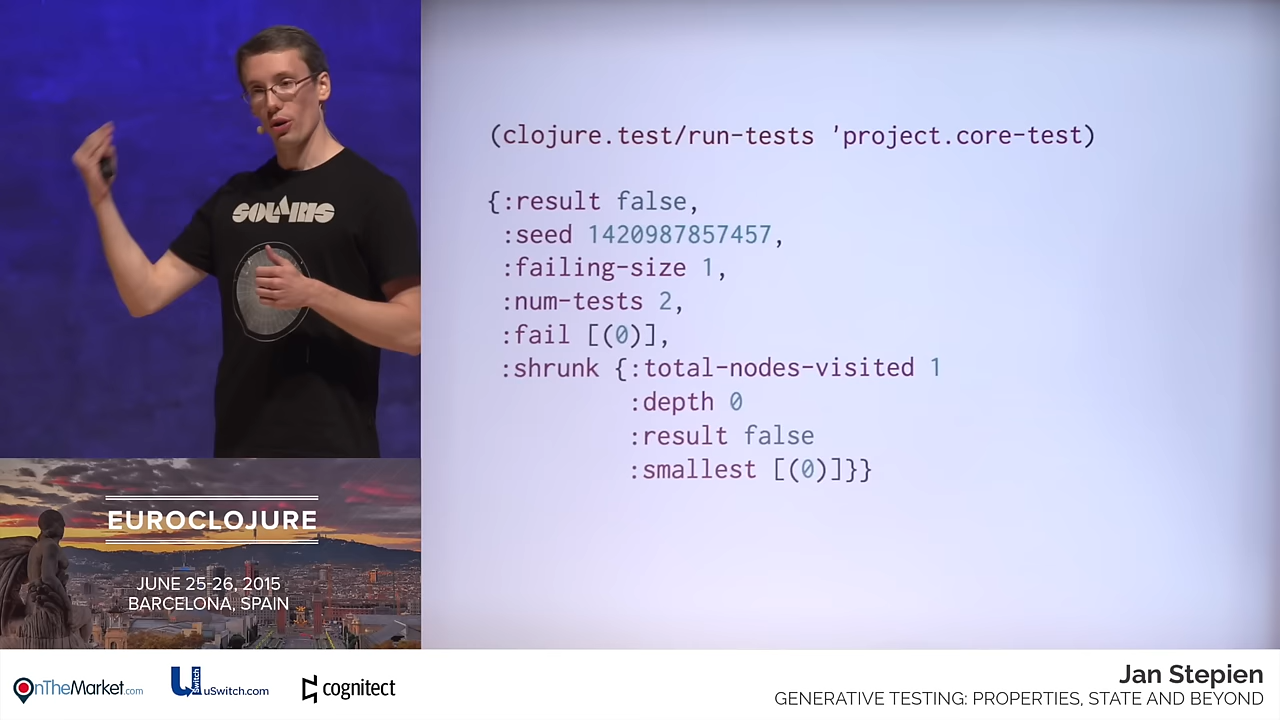 SOLARIS
(clojure.test/run-tests 'project.core-test)
{:result false,
:seed 1420987857457,
:failing-size 1,
:num-tests 2,
:fail [(0)],
:shrunk {:total-nodes-visited 1
:depth 0
:result false
:smallest [(0)]}}
EUROCLOJURE
JUNE 25-26, 2015
BARCELONA, SPAIN
OnTheMarket.com
uSwitch
uSwitch.com
cognitect
Jan Stepien
GENERATIVE TESTING: PROPERTIES, STATE AND BEYOND